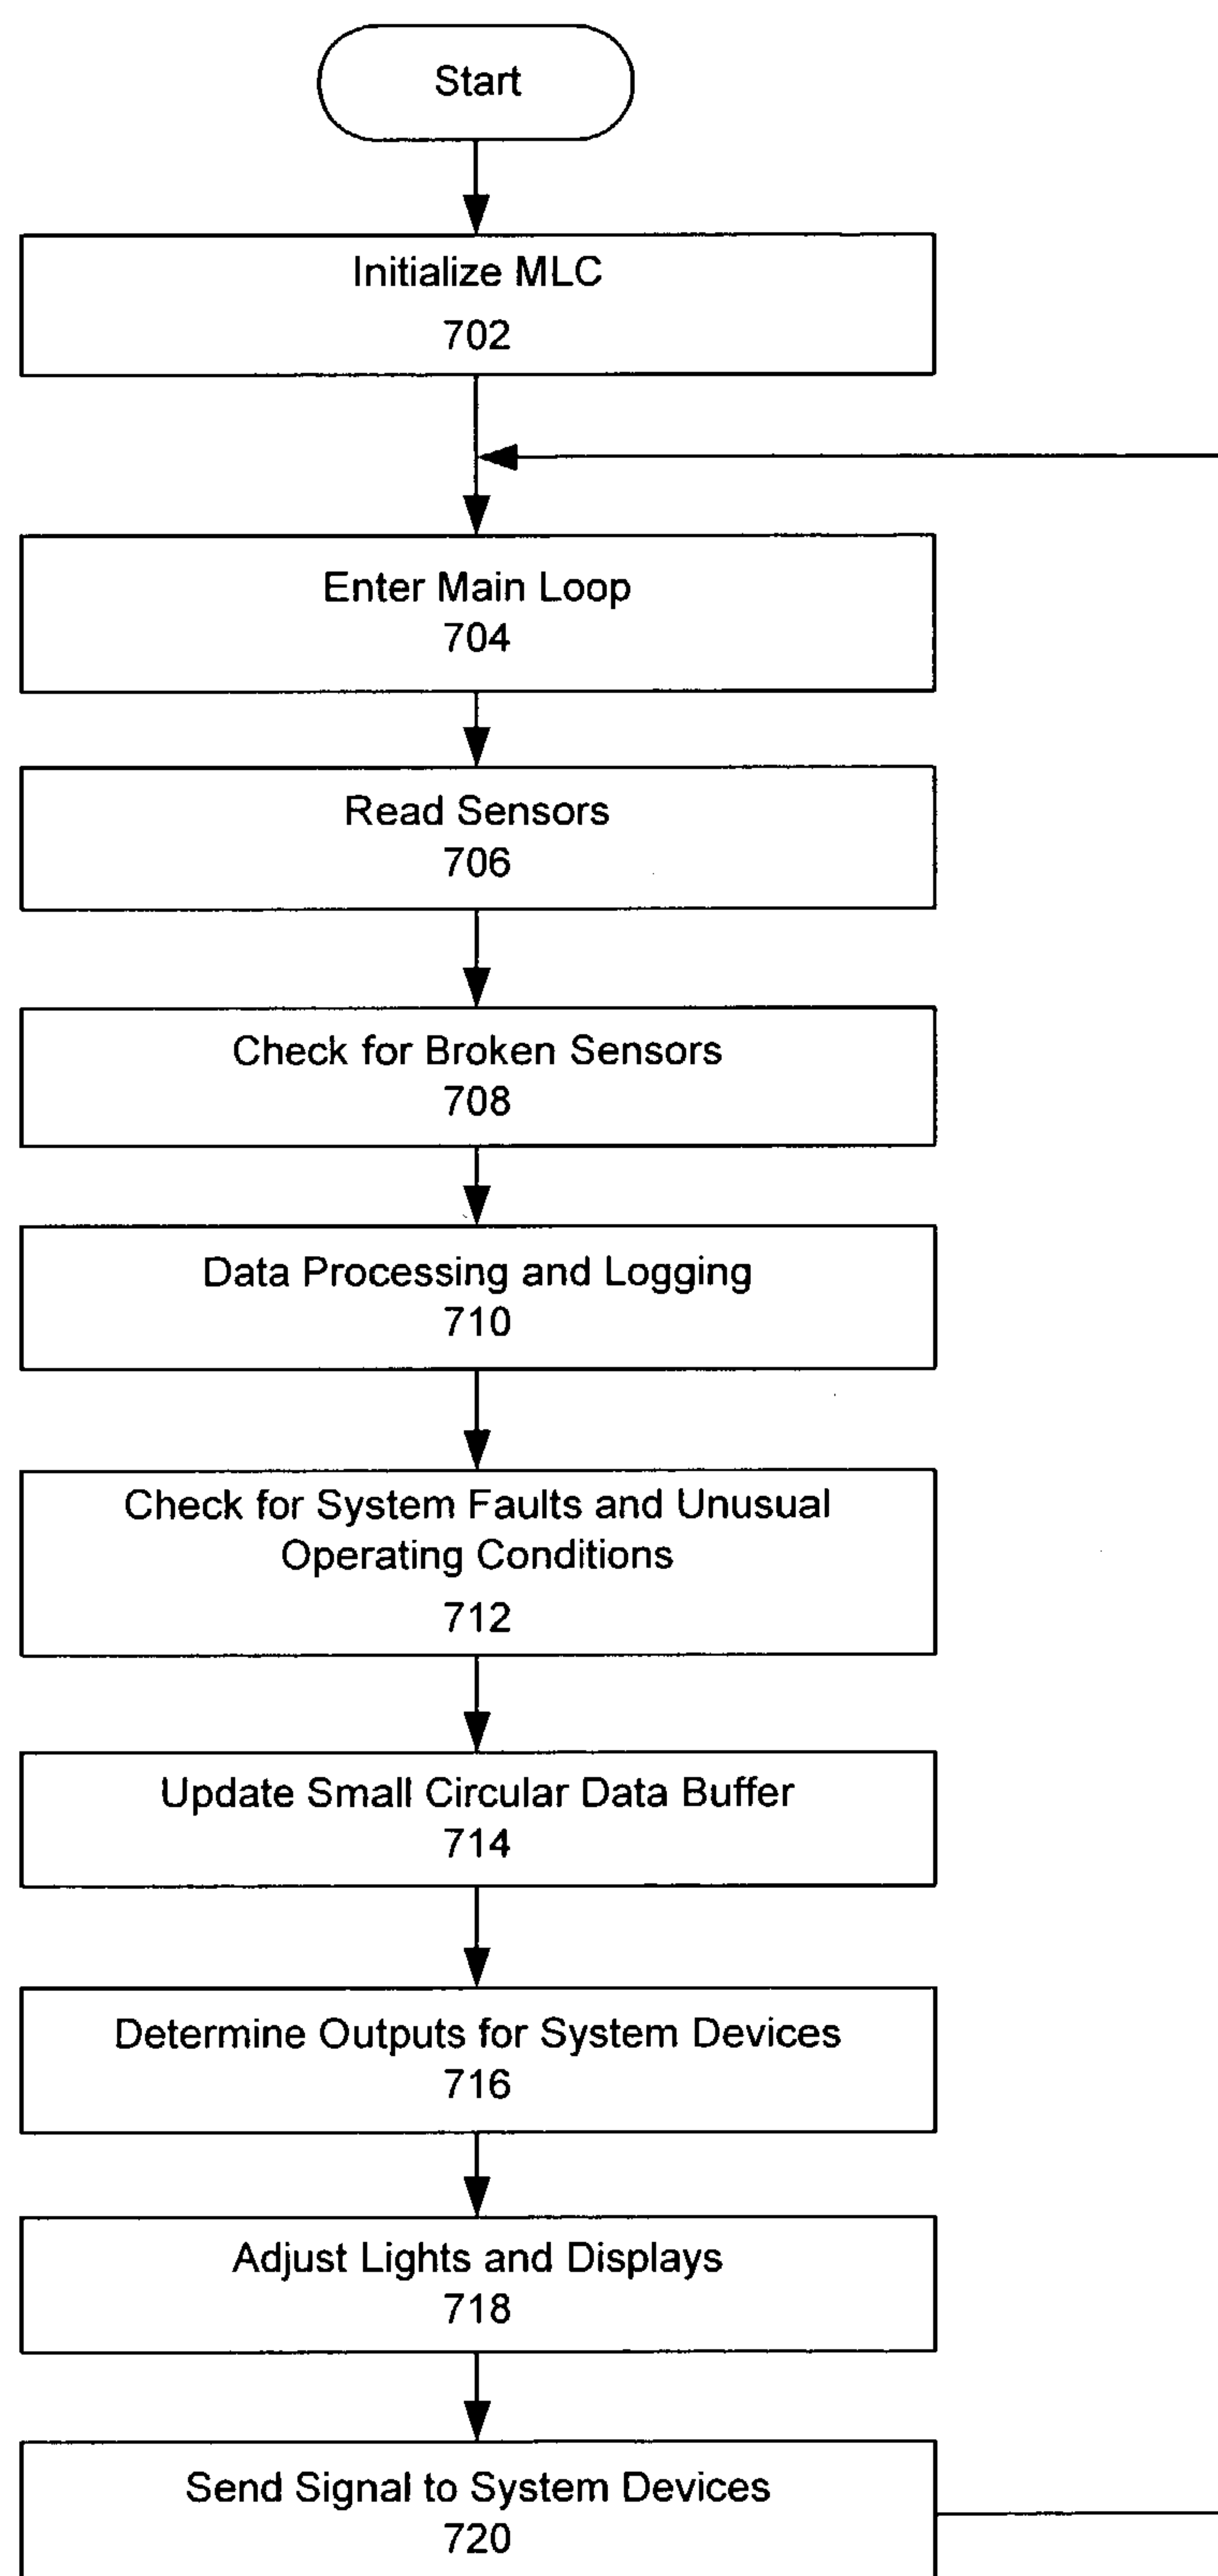 Start
Initialize MLC
702
Enter Main Loop
704
Read Sensors
706
Check for Broken Sensors
708
Data Processing and Logging
710
Check for System Faults and Unusual
Operating Conditions
712
Update Small Circular Data Buffer
714
Determine Outputs for System Devices
716
Adjust Lights and Displays
718
Send Signal to System Devices
720